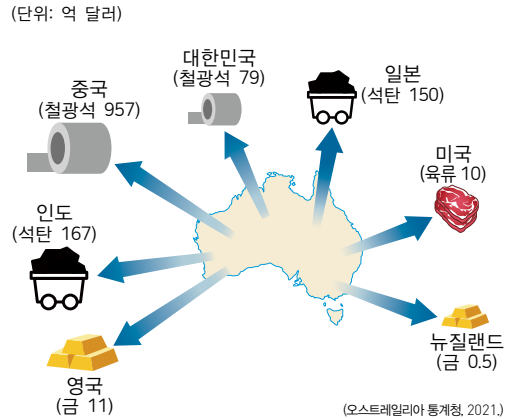 (단위: 억 달러)
대한민국
(철광석 79)
일본
(석탄 150)
중국
(철광석 957)
미국
(육류 10)
인도
(석탄 167)
뉴질랜드
(금 0.5)
영국
(금 11)
(오스트레일리아 통계청, 2021.)